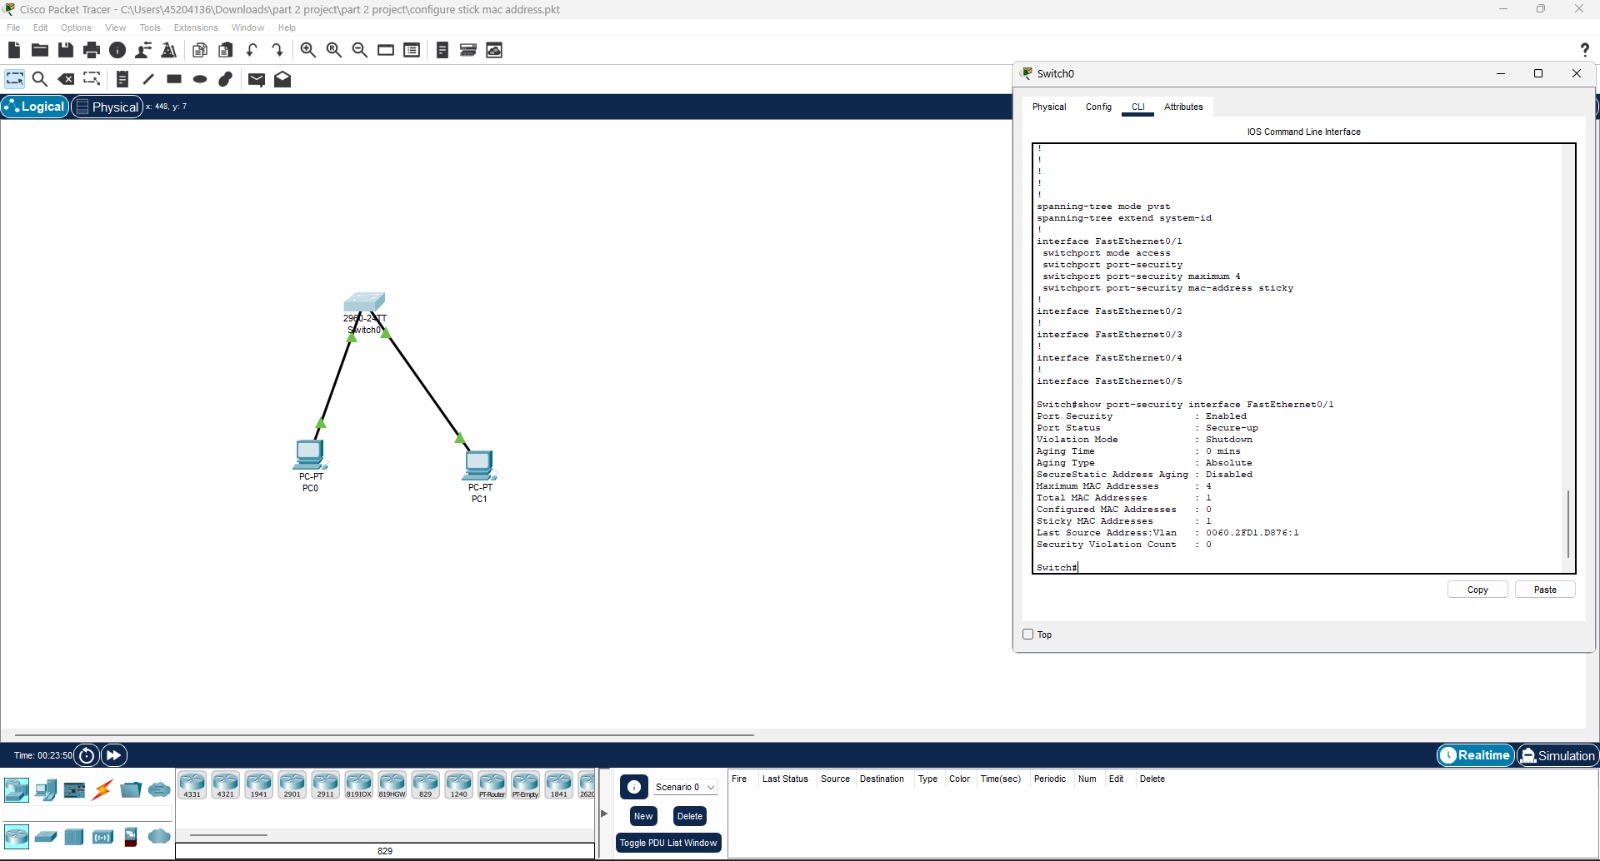 Cisco Packet Tracer - C:\Users\45204136\Downloads\part 2 project\part 2 project\configure stick mac address.pkt
File Edit Options View Tools Extensions Window Help
Logical Physical x: 448, y: 7
2960-24TT
Switch0
PC-PT
PC0
PC-PT
PC1
Switch0
Physical Config CLI Attributes
IOS Command Line Interface
!
!
!
!
!
spanning-tree mode pvst
spanning-tree extend system-id
!
interface FastEthernet0/1
switchport mode access
switchport port-security
switchport port-security maximum 4
switchport port-security mac-address sticky
!
interface FastEthernet0/2
!
interface FastEthernet0/3
!
interface FastEthernet0/4
!
interface FastEthernet0/5
Switch#show port-security interface FastEthernet0/1
Port Security : Enabled
Port Status : Secure-up
Violation Mode : Shutdown
Aging Time : 0 mins
Aging Type : Absolute
SecureStatic Address Aging : Disabled
Maximum MAC Addresses : 4
Total MAC Addresses : 1
Configured MAC Addresses : 0
Sticky MAC Addresses : 1
Last Source Address:Vlan : 0060.2FD1.D876:1
Security Violation Count : 0
Switch#
Copy Paste
Top
Time: 00:23:50
Realtime Simulation
4331 4321 1941 2901 2911 819IOX 819HGW 829 1240 PT-Router PT-Empty 1841 2620
829
Scenario 0
New Delete
Toggle PDU List Window
Fire Last Status Source Destination Type Color Time(sec) Periodic Num Edit Delete